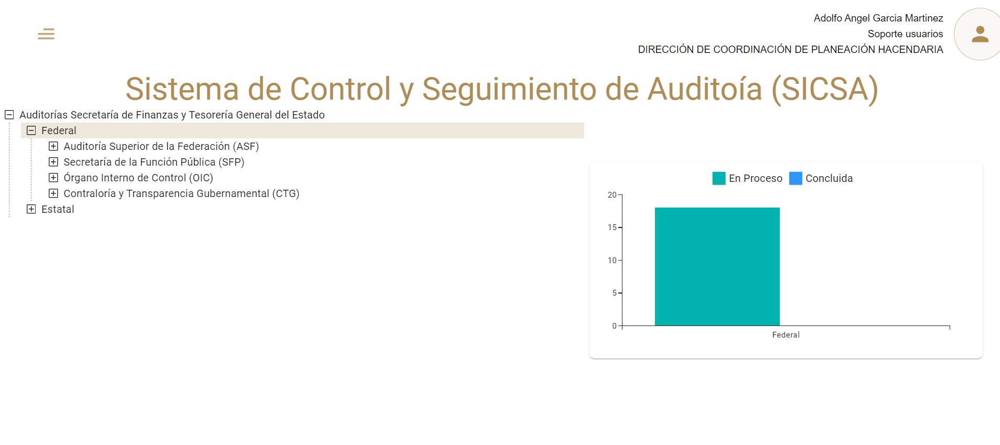 Adolfo Angel Garcia Martinez
Soporte usuarios
DIRECCIÓN DE COORDINACIÓN DE PLANEACIÓN HACENDARIA
Sistema de Control y Seguimiento de Auditoía (SICSA)
Auditorías Secretaría de Finanzas y Tesorería General del Estado
Federal
Auditoría Superior de la Federación (ASF)
Secretaría de la Función Pública (SFP)
Órgano Interno de Control (OIC)
Contraloría y Transparencia Gubernamental (CTG)
Estatal
En Proceso Concluida
20
15
10
5
0
Federal